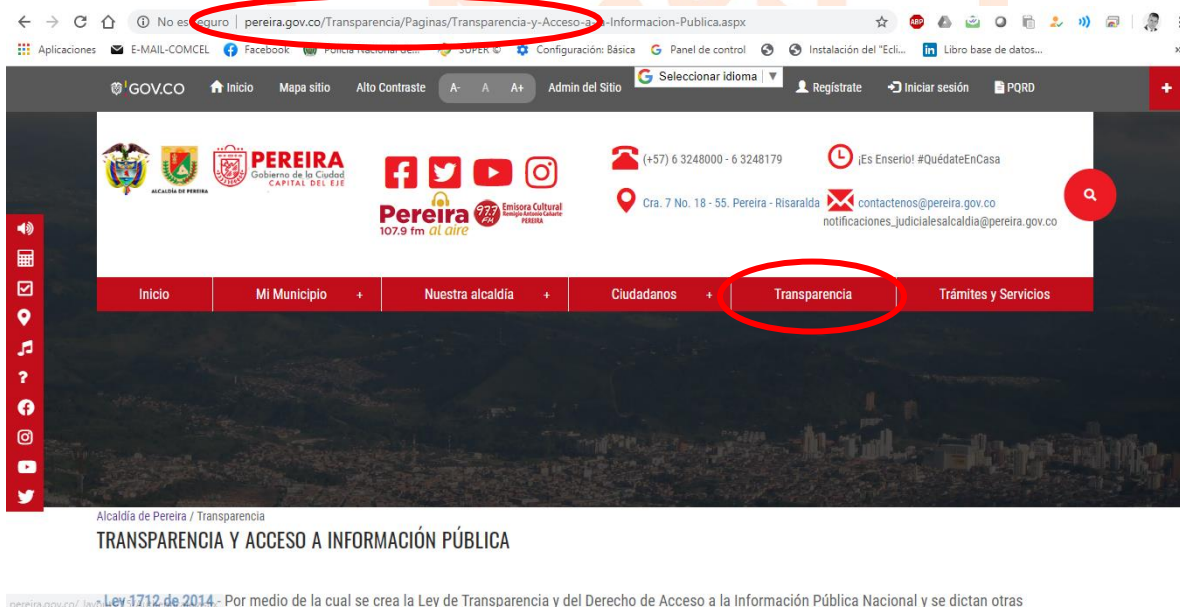 No es seguro | pereira.gov.co/Transparencia/Paginas/Transparencia-y-Acceso-a-la-Informacion-Publica.aspx
Aplicaciones E-MAIL-COMCEL Facebook Policía Nacional de... SUPER © Configuración: Básica Panel de control Instalación del "Ecli... Libro base de datos...
GOV.CO Inicio Mapa sitio Alto Contraste A- A A+ Admin del Sitio Seleccionar idioma ▼ Regístrate Iniciar sesión PQRD +
ALCALDÍA DE PEREIRA
PEREIRA
Gobierno de la Ciudad
CAPITAL DEL EJE
Pereira
107.9 fm al aire
97.7 FM
Emisora Cultural
Remigio Antonio Cañarte
PEREIRA
(+57) 6 3248000 - 6 3248179
Cra. 7 No. 18 - 55. Pereira - Risaralda
¡Es Enserio! #QuédateEnCasa
contactenos@pereira.gov.co
notificaciones_judicialesalcaldia@pereira.gov.co
Inicio Mi Municipio + Nuestra alcaldía + Ciudadanos + Transparencia Trámites y Servicios
Alcaldía de Pereira / Transparencia
TRANSPARENCIA Y ACCESO A INFORMACIÓN PÚBLICA
- Ley 1712 de 2014 - Por medio de la cual se crea la Ley de Transparencia y del Derecho de Acceso a la Información Pública Nacional y se dictan otras